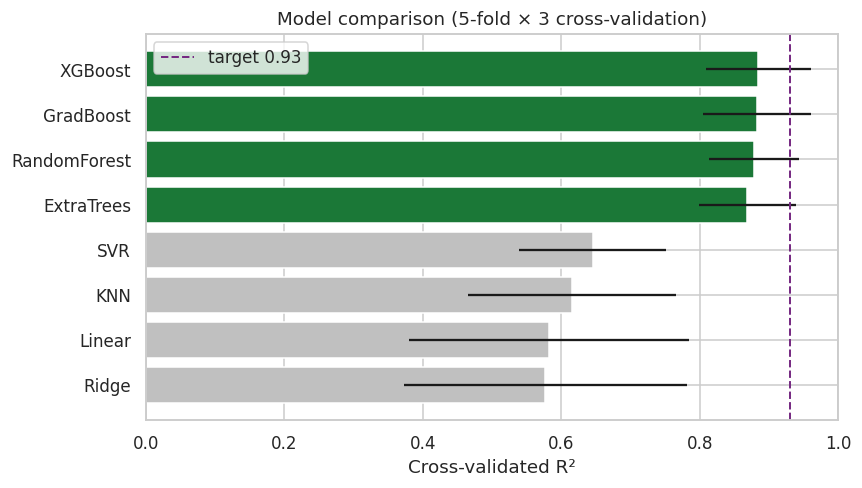 Model comparison (5-fold × 3 cross-validation)
target 0.93
XGBoost
GradBoost
RandomForest
ExtraTrees
SVR
KNN
Linear
Ridge
0.0 0.2 0.4 0.6 0.8 1.0
Cross-validated R²